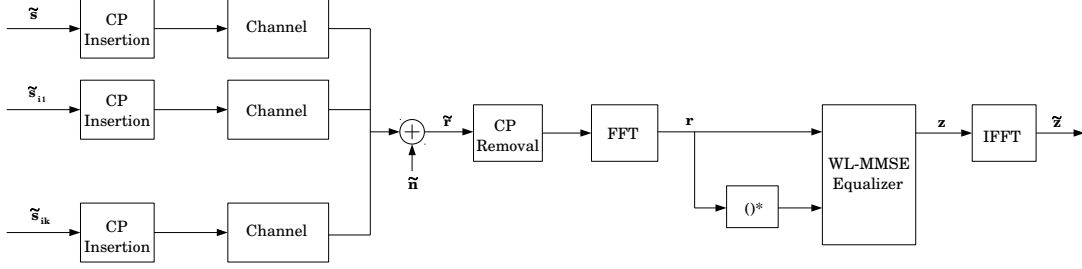 s̃
CP
Insertion
Channel
s̃i1
CP
Insertion
Channel
s̃ik
CP
Insertion
Channel
+
ñ
r̃
CP
Removal
FFT
r
()*
WL-MMSE
Equalizer
z
IFFT
z̃